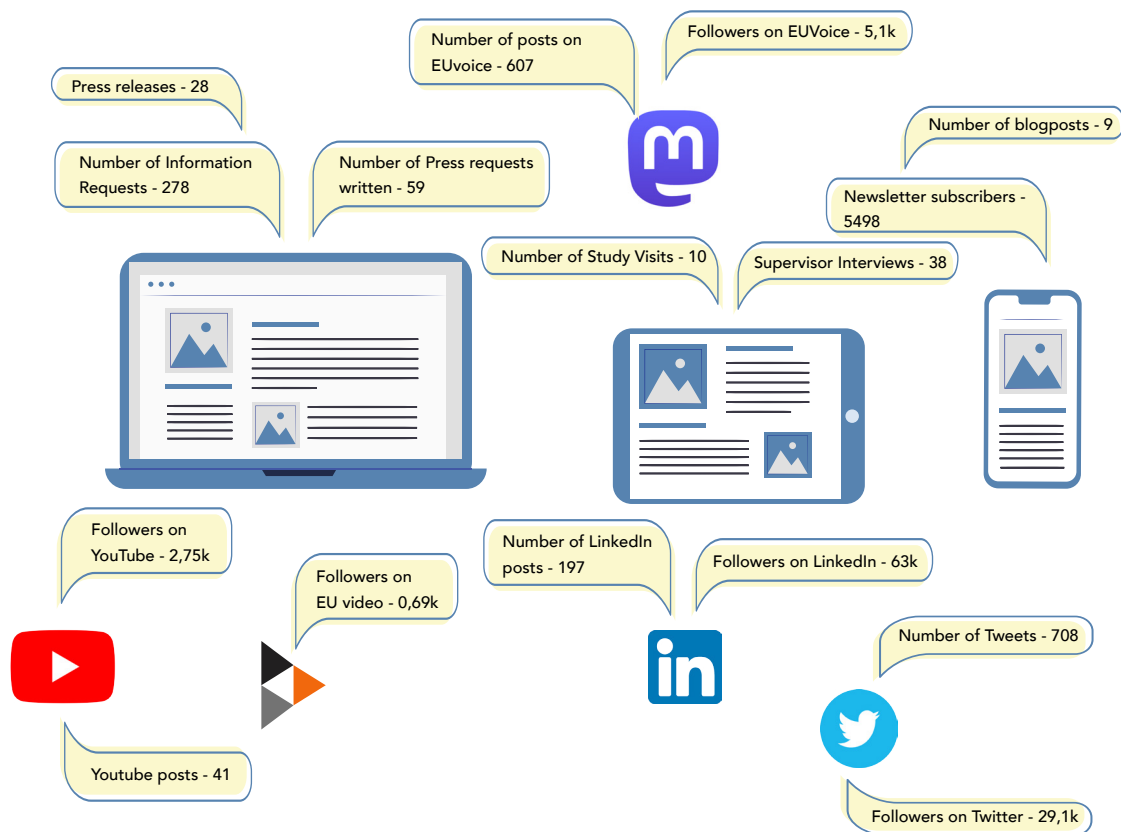 Number of posts on
EUvoice - 607
Followers on EUVoice - 5,1k
Press releases - 28
Number of Information
Requests - 278
Number of Press requests
written - 59
Number of blogposts - 9
Newsletter subscribers -
5498
Number of Study Visits - 10
Supervisor Interviews - 38
Followers on
YouTube - 2,75k
Followers on
EU video - 0,69k
Number of LinkedIn
posts - 197
Followers on LinkedIn - 63k
in
Number of Tweets - 708
Youtube posts - 41
Followers on Twitter - 29,1k